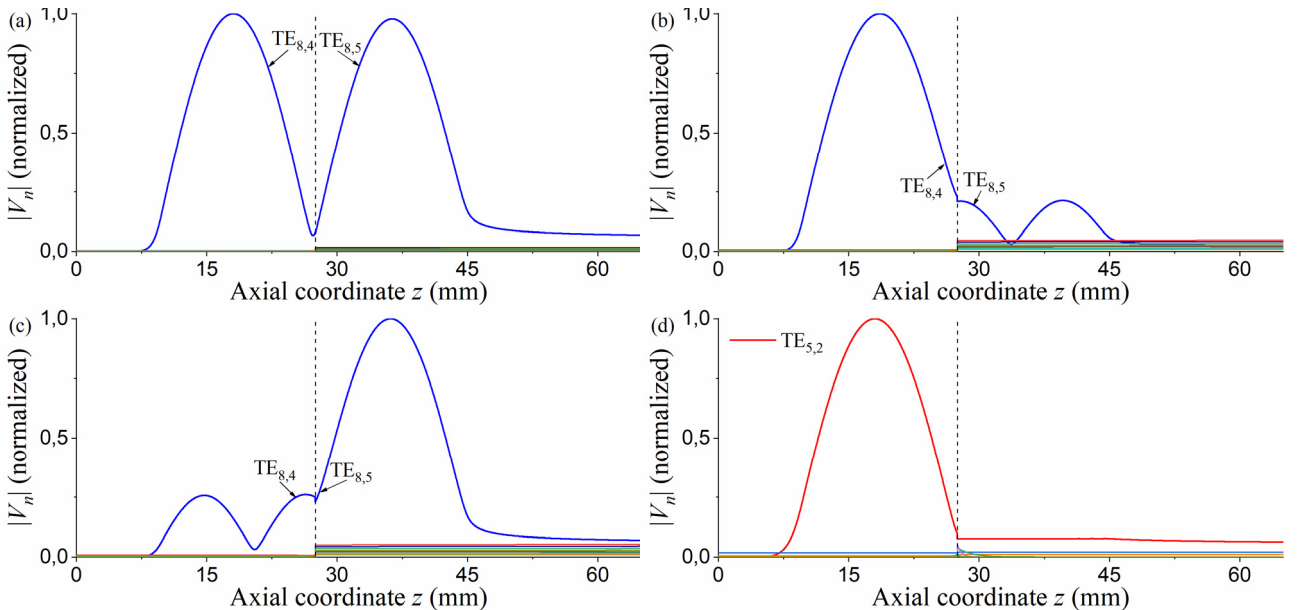 (a)
1,0
0,5
0,0
|Vn| (normalized)
TE8,4
TE8,5
0
15
30
45
60
Axial coordinate z (mm)
(b)
1,0
0,5
0,0
|Vn| (normalized)
TE8,4
TE8,5
0
15
30
45
60
Axial coordinate z (mm)
(c)
1,0
0,5
0,0
|Vn| (normalized)
TE8,4
TE8,5
0
15
30
45
60
Axial coordinate z (mm)
(d)
1,0
0,5
0,0
|Vn| (normalized)
TE5,2
0
15
30
45
60
Axial coordinate z (mm)